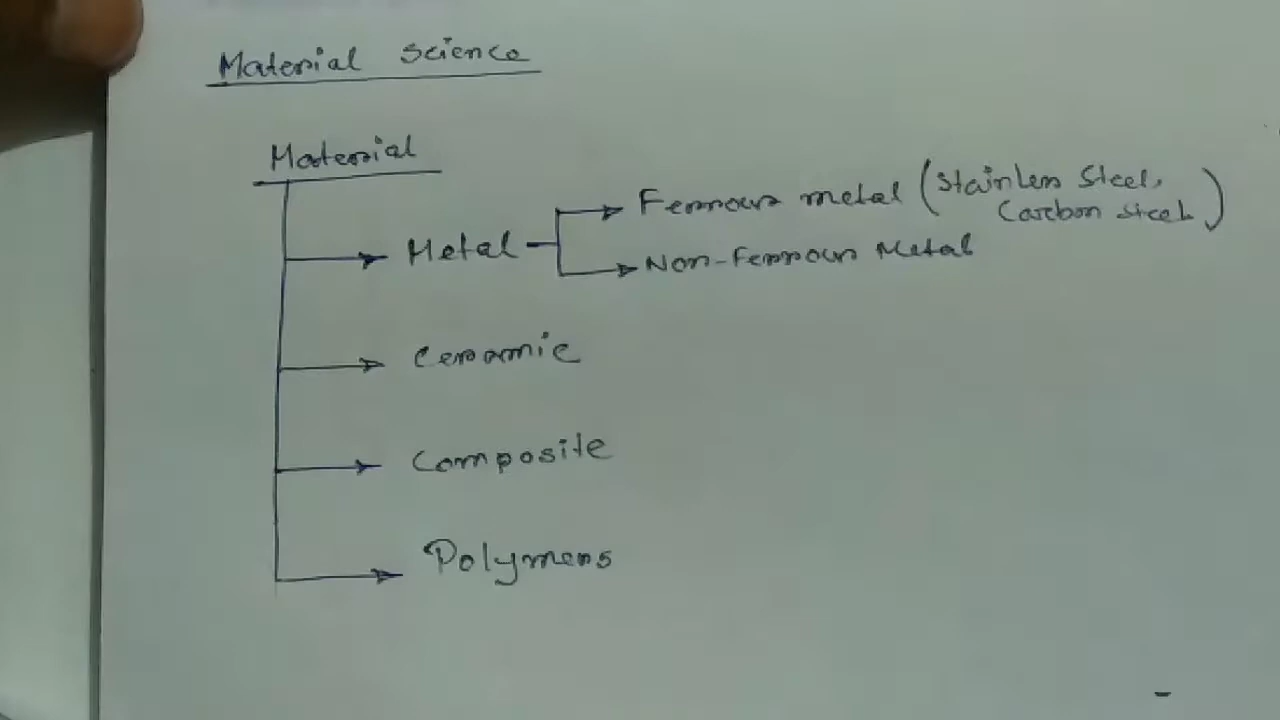 Material Science
Material
Metal
Ferrous metal (Stainless Steel,
Carbon steel)
Non-Ferrous Metal
Ceramic
Composite
Polymers